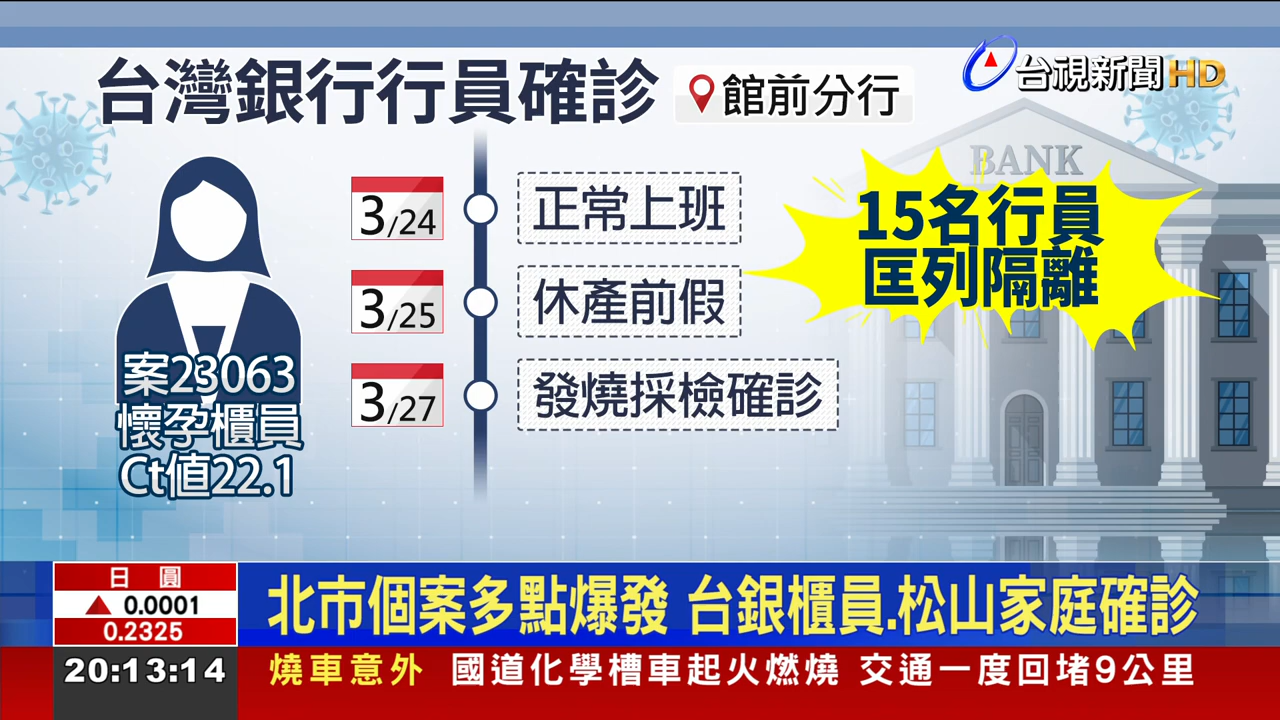 台灣銀行行員確診
館前分行
台視新聞HD
BANK
15名行員
匡列隔離
3/24
正常上班
3/25
休產前假
3/27
發燒採檢確診
案23063
懷孕櫃員
Ct值22.1
日 圓
▲ 0.0001
0.2325
北市個案多點爆發 台銀櫃員.松山家庭確診
20:13:14
燒車意外 國道化學槽車起火燃燒 交通一度回堵9公里